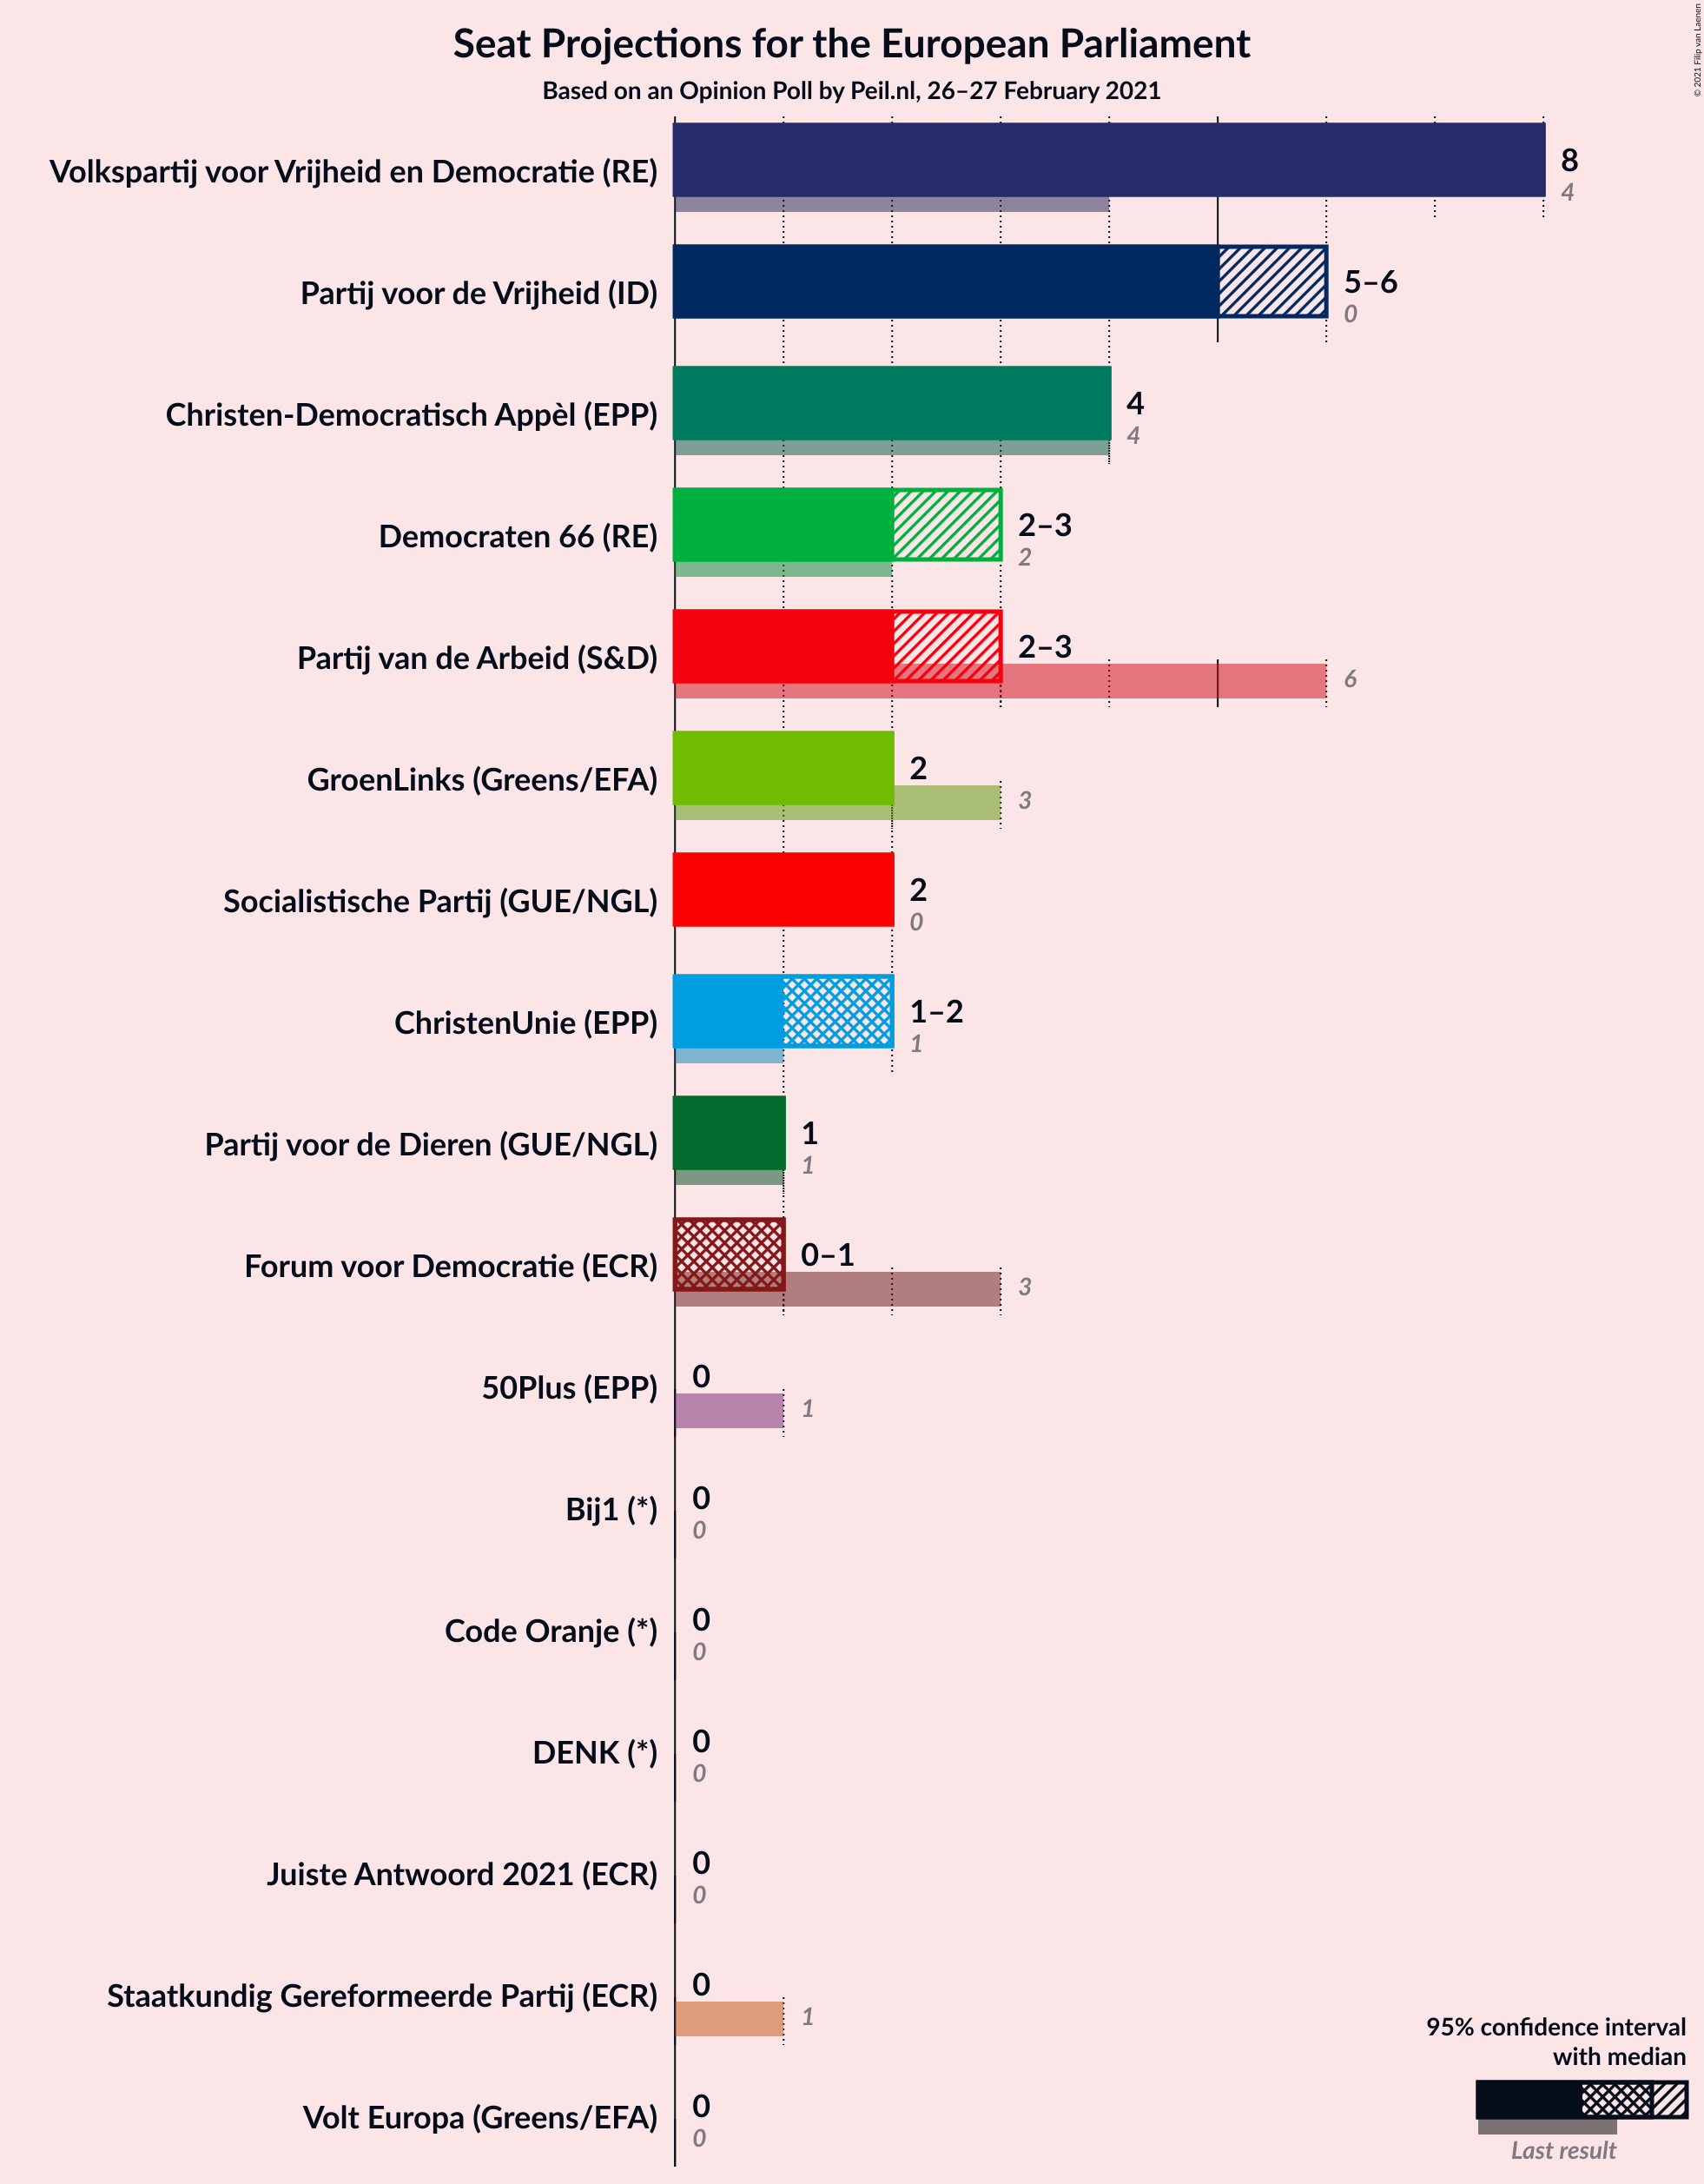 Seat Projections for the European Parliament
Based on an Opinion Poll by Peil.nl, 26–27 February 2021
© 2021 Filip van Laenen
Volkspartij voor Vrijheid en Democratie (RE)
8
4
Partij voor de Vrijheid (ID)
5–6
0
Christen-Democratisch Appèl (EPP)
4
4
Democraten 66 (RE)
2–3
2
Partij van de Arbeid (S&D)
2–3
6
GroenLinks (Greens/EFA)
2
3
Socialistische Partij (GUE/NGL)
2
0
ChristenUnie (EPP)
1–2
1
Partij voor de Dieren (GUE/NGL)
1
1
Forum voor Democratie (ECR)
0–1
3
50Plus (EPP)
0
1
Bij1 (*)
0
0
Code Oranje (*)
0
0
DENK (*)
0
0
Juiste Antwoord 2021 (ECR)
0
0
Staatkundig Gereformeerde Partij (ECR)
0
1
Volt Europa (Greens/EFA)
0
0
95% confidence interval
with median
Last result